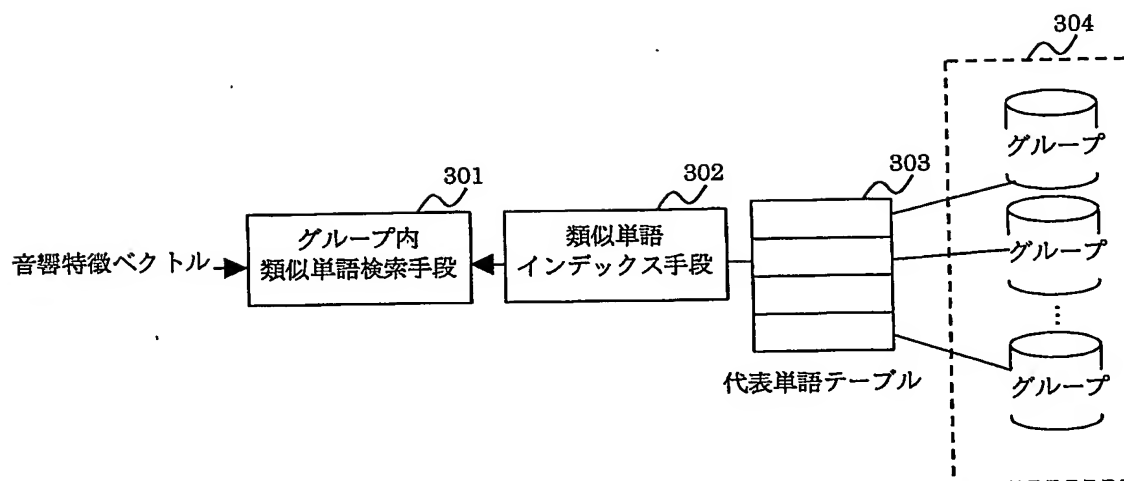 304
グループ
301
302
303
グループ内
類似単語検索手段
類似単語
インデックス手段
音響特徴ベクトル
グループ
代表単語テーブル
グループ